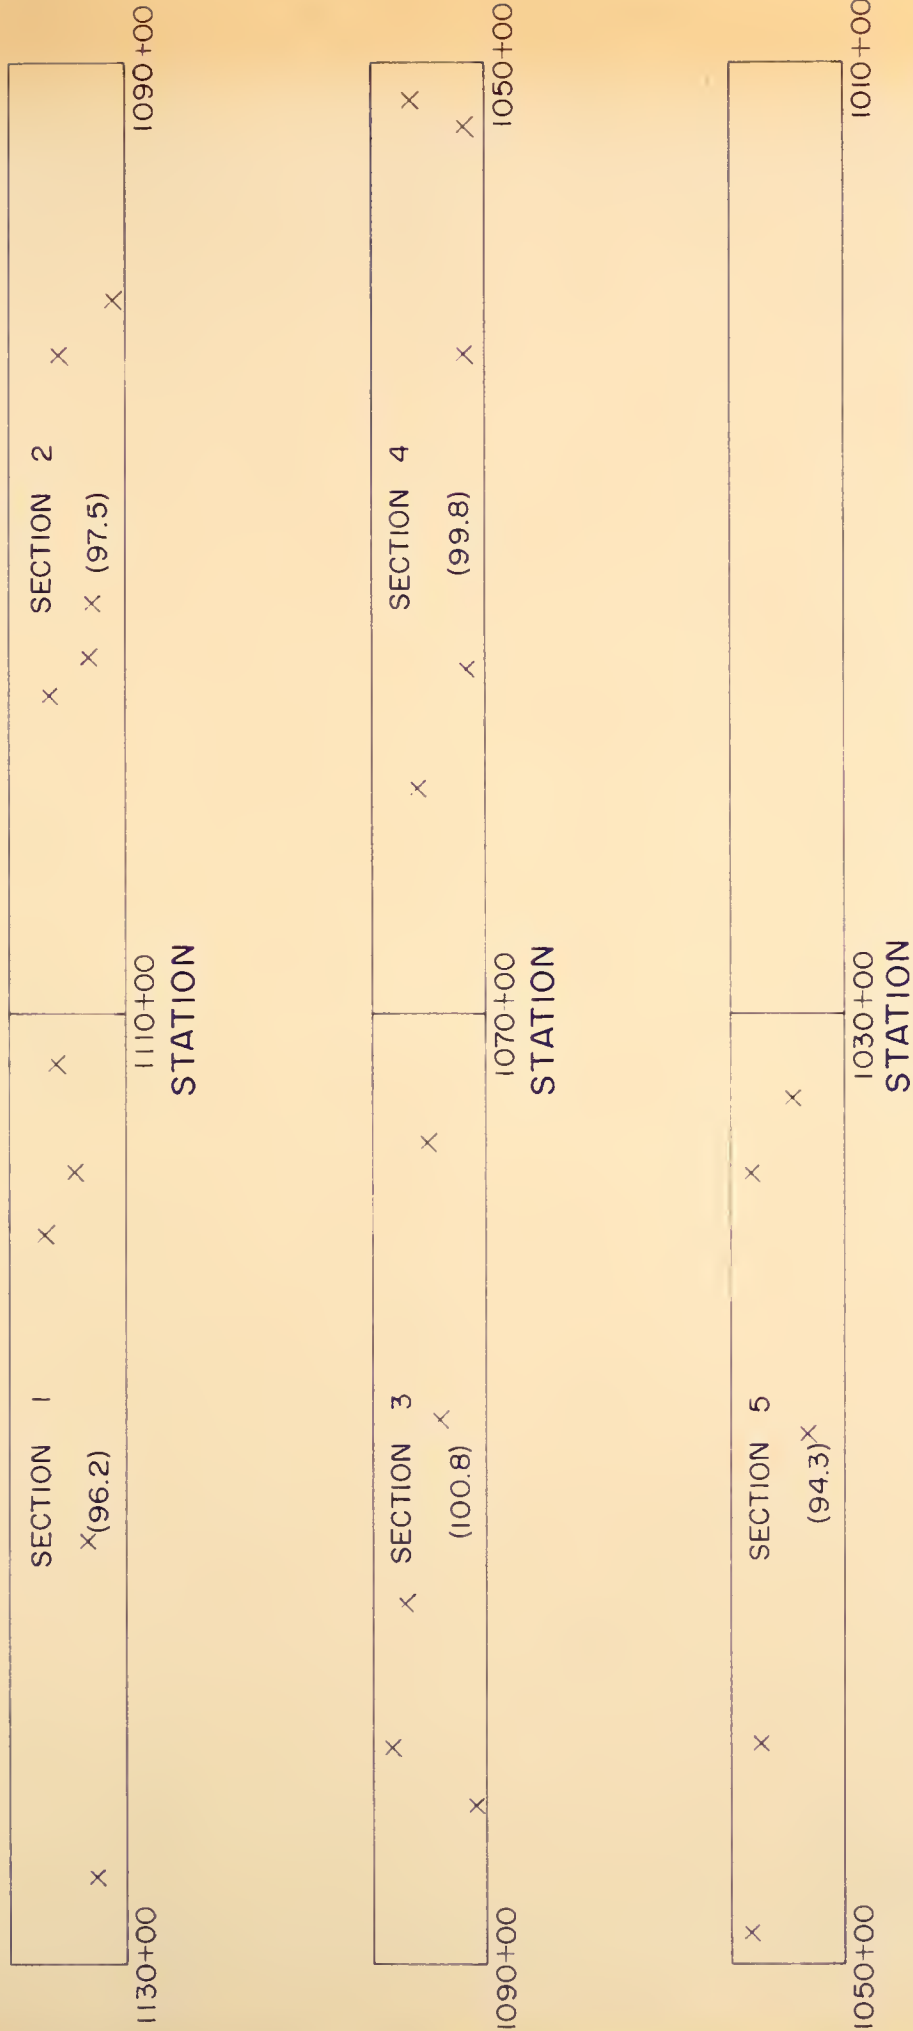 SECTION 1
(96.2)
SECTION 2
(97.5)
1130+00
1110+00
1090+00
STATION
SECTION 3
(100.8)
SECTION 4
(99.8)
1090+00
1070+00
1050+00
STATION
SECTION 5
(94.3)
1050+00
1030+00
1010+00
STATION